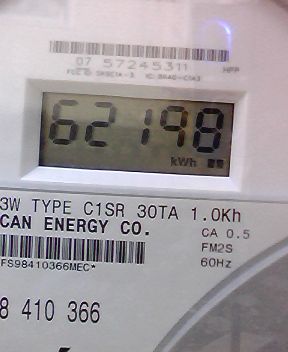 07 57245311
62198
kWh
3W TYPE C1SR 30TA 1.0Kh
CAN ENERGY CO.
CA 0.5
FM2S
60Hz
FS98410366MEC*
8 410 366